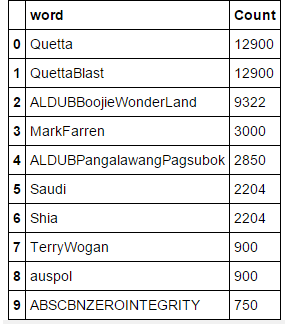 word Count
0 Quetta 12900
1 QuettaBlast 12900
2 ALDUBBoojieWonderLand 9322
3 MarkFarren 3000
4 ALDUBPangalawangPagsubok 2850
5 Saudi 2204
6 Shia 2204
7 TerryWogan 900
8 auspol 900
9 ABSCBNZEROINTEGRITY 750